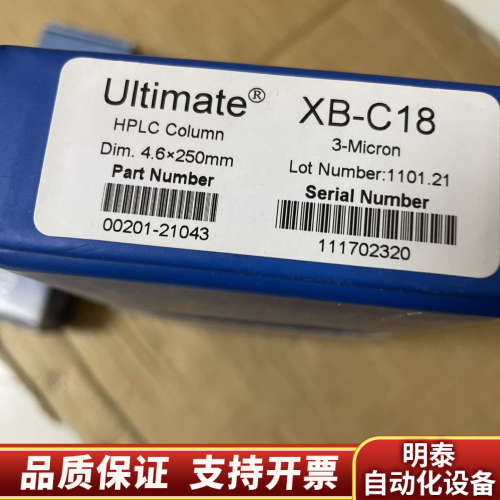 Ultimate® XB-C18
HPLC Column 3-Micron
Dim. 4.6×250mm Lot Number:1101.21
Part Number Serial Number
00201-21043 111702320
品质保证 支持开票
明泰
自动化设备